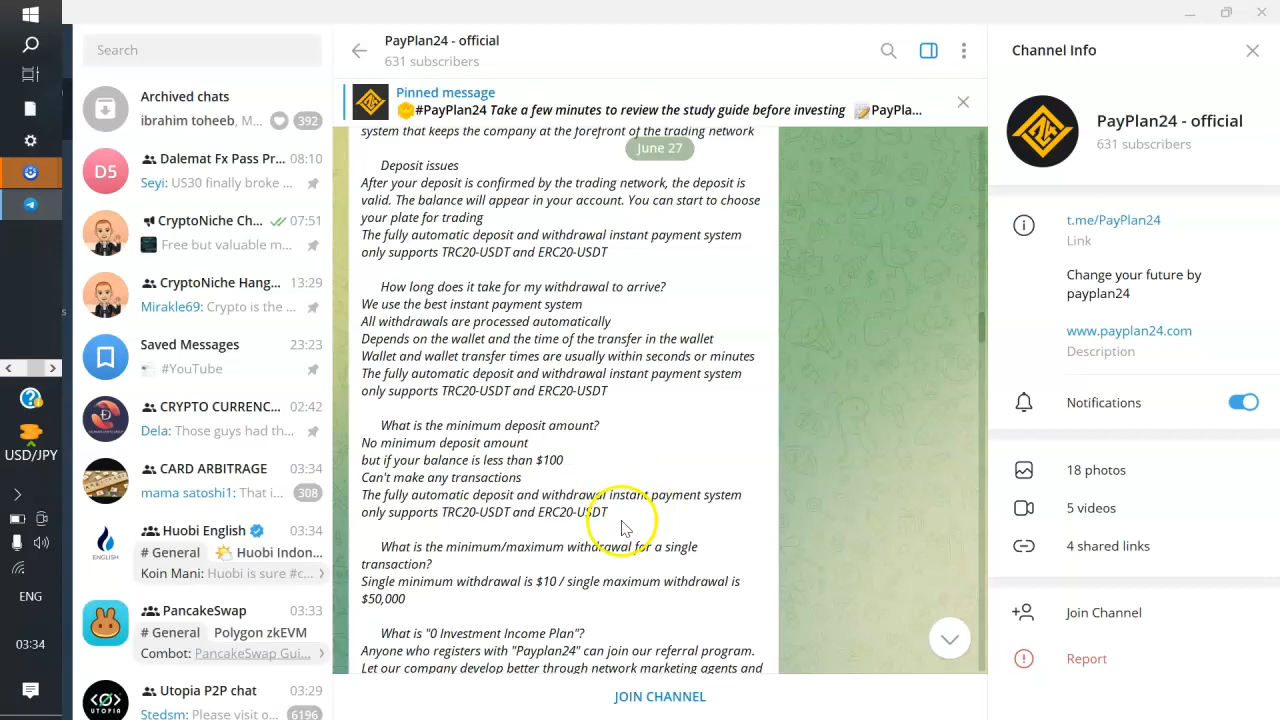 Search
Archived chats
ibrahim toheeb, M...
392
Dalemat Fx Pass Pr...
08:10
D5
Seyi: US30 finally broke ...
CryptoNiche Ch...
07:51
Free but valuable m...
CryptoNiche Hang...
13:29
Mirakle69: Crypto is the ...
Saved Messages
23:23
#YouTube
CRYPTO CURRENC...
02:42
Dela: Those guys had th...
CARD ARBITRAGE
03:34
mama satoshi1: That i...
308
ENGLISH
Huobi English
03:34
# General
Huobi Indon...
Koin Mani: Huobi is sure #c...
PancakeSwap
03:33
# General
Polygon zkEVM
Combot: PancakeSwap Gui...
Utopia P2P chat
03:29
Stedsm: Please visit o...
6196
USD/JPY
ENG
03:34
PayPlan24 - official
631 subscribers
Pinned message
#PayPlan24 Take a few minutes to review the study guide before investing PayPla...
system that keeps the company at the forefront of the trading network
June 27
Deposit issues
After your deposit is confirmed by the trading network, the deposit is
valid. The balance will appear in your account. You can start to choose
your plate for trading
The fully automatic deposit and withdrawal instant payment system
only supports TRC20-USDT and ERC20-USDT
How long does it take for my withdrawal to arrive?
We use the best instant payment system
All withdrawals are processed automatically
Depends on the wallet and the time of the transfer in the wallet
Wallet and wallet transfer times are usually within seconds or minutes
The fully automatic deposit and withdrawal instant payment system
only supports TRC20-USDT and ERC20-USDT
What is the minimum deposit amount?
No minimum deposit amount
but if your balance is less than $100
Can't make any transactions
The fully automatic deposit and withdrawal instant payment system
only supports TRC20-USDT and ERC20-USDT
What is the minimum/maximum withdrawal for a single
transaction?
Single minimum withdrawal is $10 / single maximum withdrawal is
$50,000
What is "0 Investment Income Plan"?
Anyone who registers with "Payplan24" can join our referral program.
Let our company develop better through network marketing agents and
JOIN CHANNEL
Channel Info
PayPlan24 - official
631 subscribers
t.me/PayPlan24
Link
Change your future by
payplan24
www.payplan24.com
Description
Notifications
18 photos
5 videos
4 shared links
Join Channel
Report